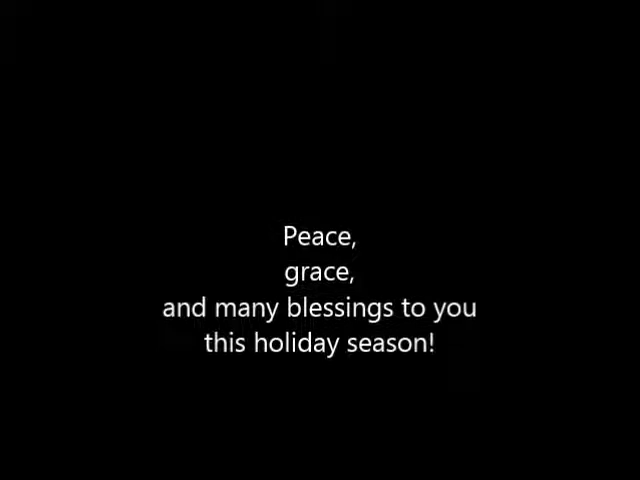 Peace,
grace,
and many blessings to you
this holiday season!